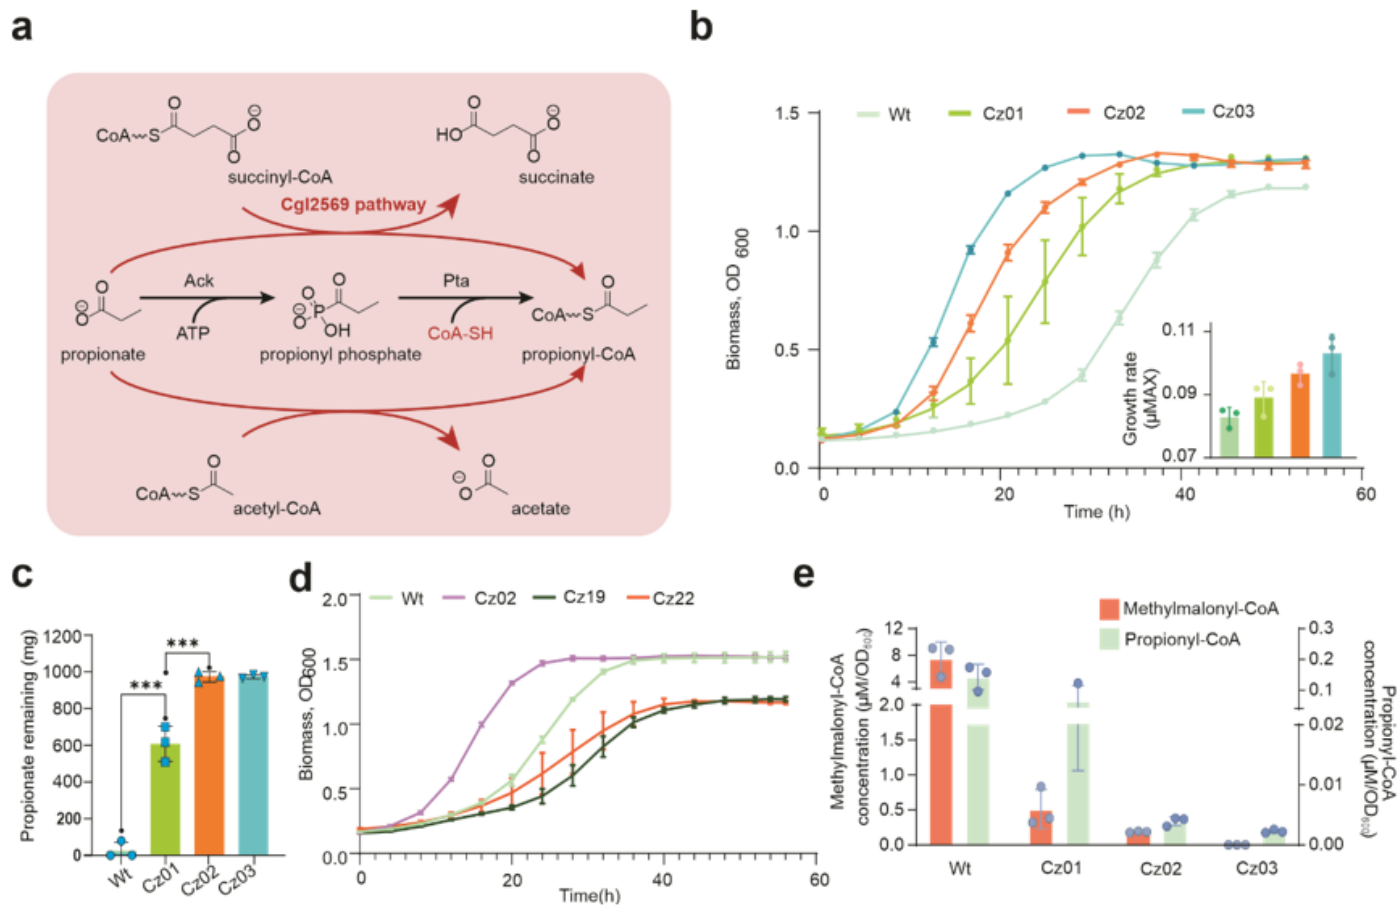 a
CoA
S
O
O
O
succinyl-CoA
HO
O
O
O
succinate
Cgl2569 pathway
O
O
propionate
Ack
ATP
O
O
O
P
OH
propionyl phosphate
Pta
CoA-SH
CoA
S
O
propionyl-CoA
CoA
S
O
acetyl-CoA
O
O
acetate
b
Wt
Cz01
Cz02
Cz03
Biomass, OD 600
1.5
1.0
0.5
0.0
0
20
40
60
Time (h)
Growth rate
(μMAX)
0.11
0.09
0.07
c
Propionate remaining (mg)
1200
1000
800
600
400
200
0
***
***
Wt
Cz01
Cz02
Cz03
d
Wt
Cz02
Cz19
Cz22
Biomass, OD600
2.0
1.5
1.0
0.5
0.0
0
20
40
60
Time(h)
e
Methylmalonyl-CoA
Propionyl-CoA
Methylmalonyl-CoA
concentration (μM/OD600)
12
8
4
2.0
1.5
1.0
0.5
0.0
Wt
Cz01
Cz02
Cz03
0.3
0.2
0.1
0.02
0.01
0.00
Propionyl-CoA
concentration (μM/OD600)